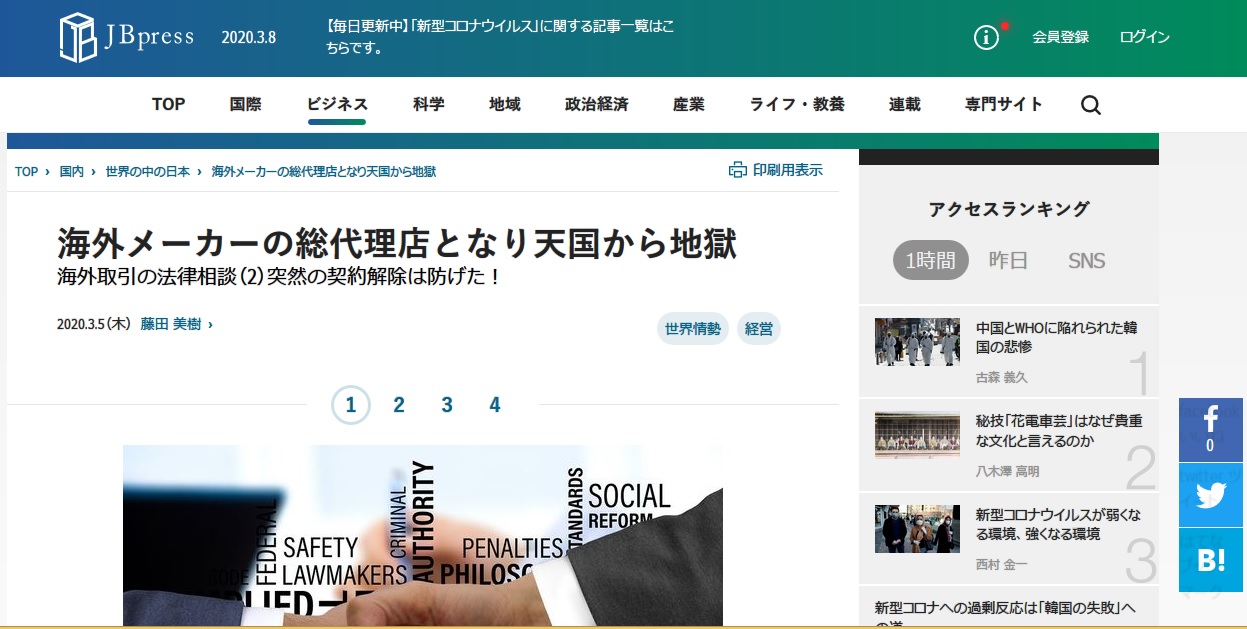 JBpress
2020.3.8
【毎日更新中】「新型コロナウイルス」に関する記事一覧はこ
ちらです。
会員登録
ログイン
TOP 国際 ビジネス 科学 地域 政治経済 産業 ライフ・教養 連載 専門サイト
TOP › 国内 › 世界の中の日本 › 海外メーカーの総代理店となり天国から地獄
印刷用表示
海外メーカーの総代理店となり天国から地獄
海外取引の法律相談(2)突然の契約解除は防げた！
2020.3.5(木) 藤田 美樹 ›
世界情勢 経営
1 2 3 4
FEDERAL
SAFETY
LAWMAKERS
CRIMINAL
AUTHORITY
PENALTIES
STANDARDS
SOCIAL
REFORM
アクセスランキング
1時間 昨日 SNS
中国とWHOに陥れられた韓
国の悲惨
古森 義久
1
秘技「花電車芸」はなぜ貴重
な文化と言えるのか
八木澤 高明
2
新型コロナウイルスが弱くな
る環境、強くなる環境
西村 金一
3
新型コロナへの過剰反応は「韓国の失敗」へ
の道
f
0
B!